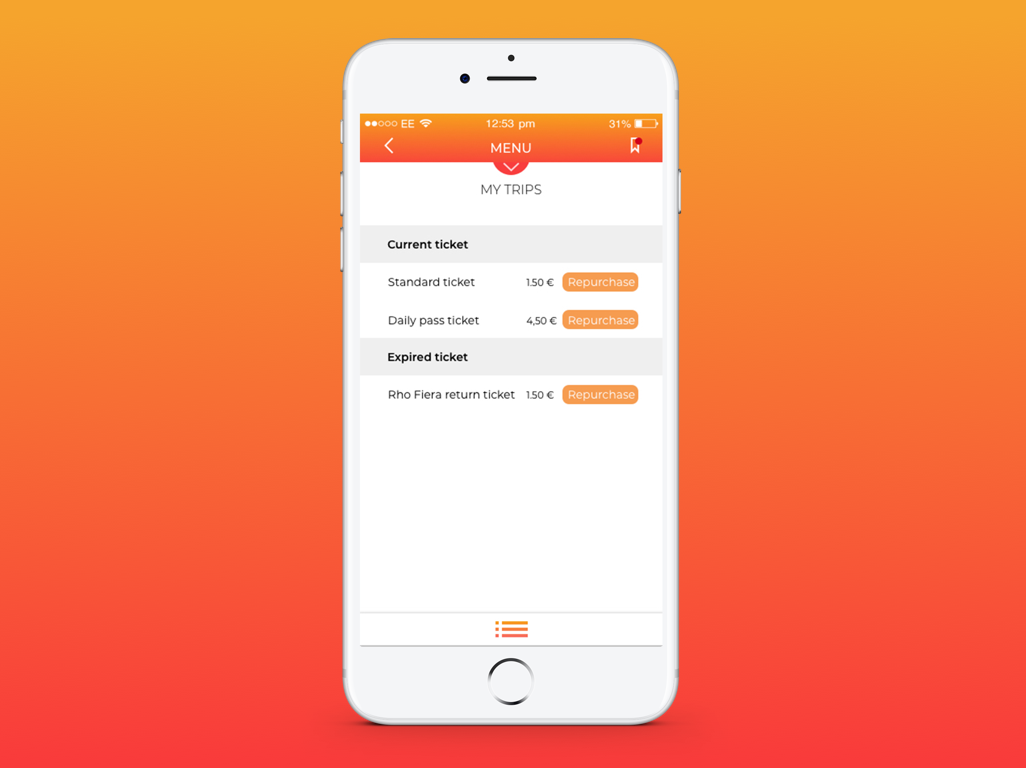 EE 12:53 pm 31%
MENU
MY TRIPS
Current ticket
Standard ticket 1.50 € Repurchase
Daily pass ticket 4,50 € Repurchase
Expired ticket
Rho Fiera return ticket 1.50 € Repurchase